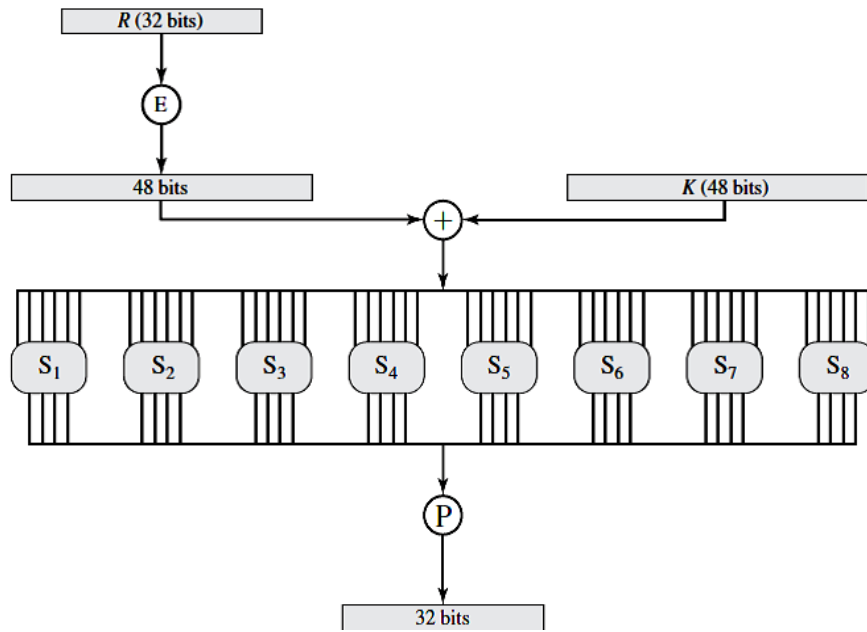 R (32 bits)
E
48 bits
K (48 bits)
+
S₁ S₂ S₃ S₄ S₅ S₆ S₇ S₈
P
32 bits